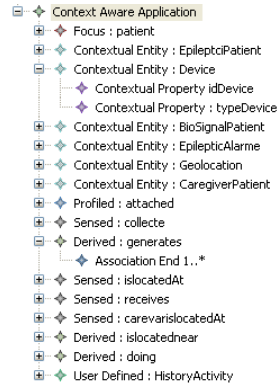 Context Aware Application
Focus : patient
Contextual Entity : EpileptciPatient
Contextual Entity : Device
Contextual Property idDevice
Contextual Property : typeDevice
Contextual Entity : BioSignalPatient
Contextual Entity : EpilepticAlarme
Contextual Entity : Geolocation
Contextual Entity : CaregiverPatient
Profiled : attached
Sensed : collecte
Derived : generates
Association End 1..*
Sensed : islocatedAt
Sensed : receives
Sensed : carevarislocatedAt
Derived : islocatednear
Derived : doing
User Defined : HistoryActivity